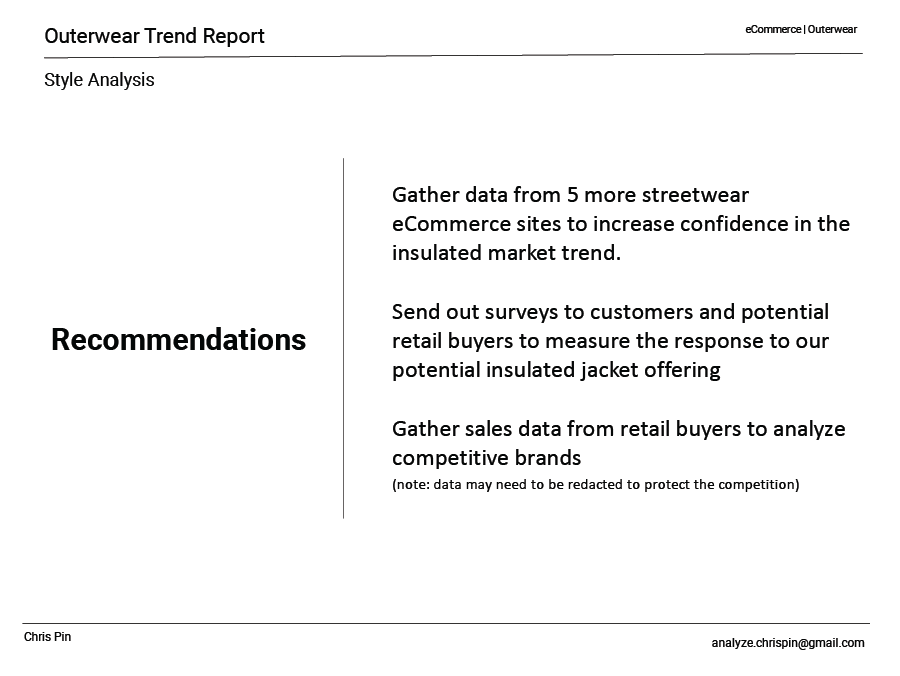 Outerwear Trend Report
eCommerce | Outerwear
Style Analysis
Recommendations
Gather data from 5 more streetwear
eCommerce sites to increase confidence in the
insulated market trend.
Send out surveys to customers and potential
retail buyers to measure the response to our
potential insulated jacket offering
Gather sales data from retail buyers to analyze
competitive brands
(note: data may need to be redacted to protect the competition)
Chris Pin
analyze.chrispin@gmail.com